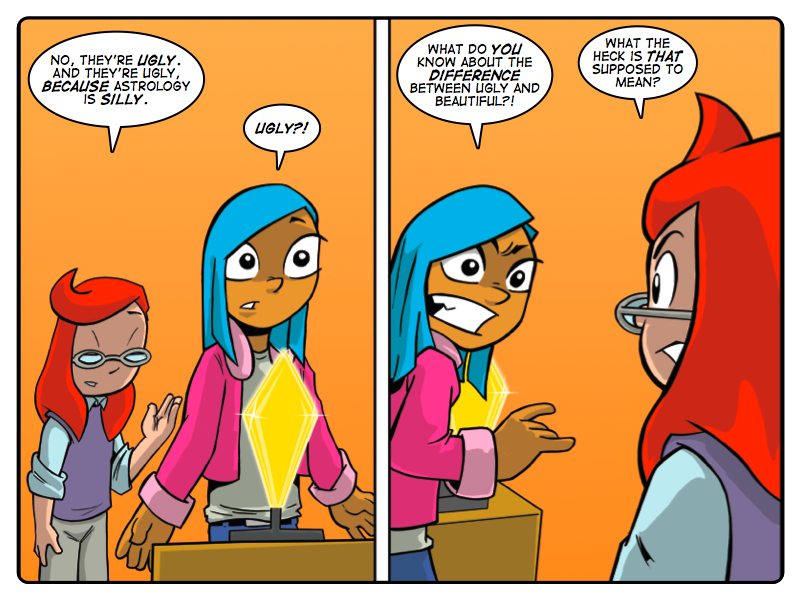 NO, THEY'RE UGLY.
AND THEY'RE UGLY,
BECAUSE ASTROLOGY
IS SILLY.
UGLY?!
WHAT DO YOU
KNOW ABOUT THE
DIFFERENCE
BETWEEN UGLY AND
BEAUTIFUL?!
WHAT THE
HECK IS THAT
SUPPOSED TO
MEAN?